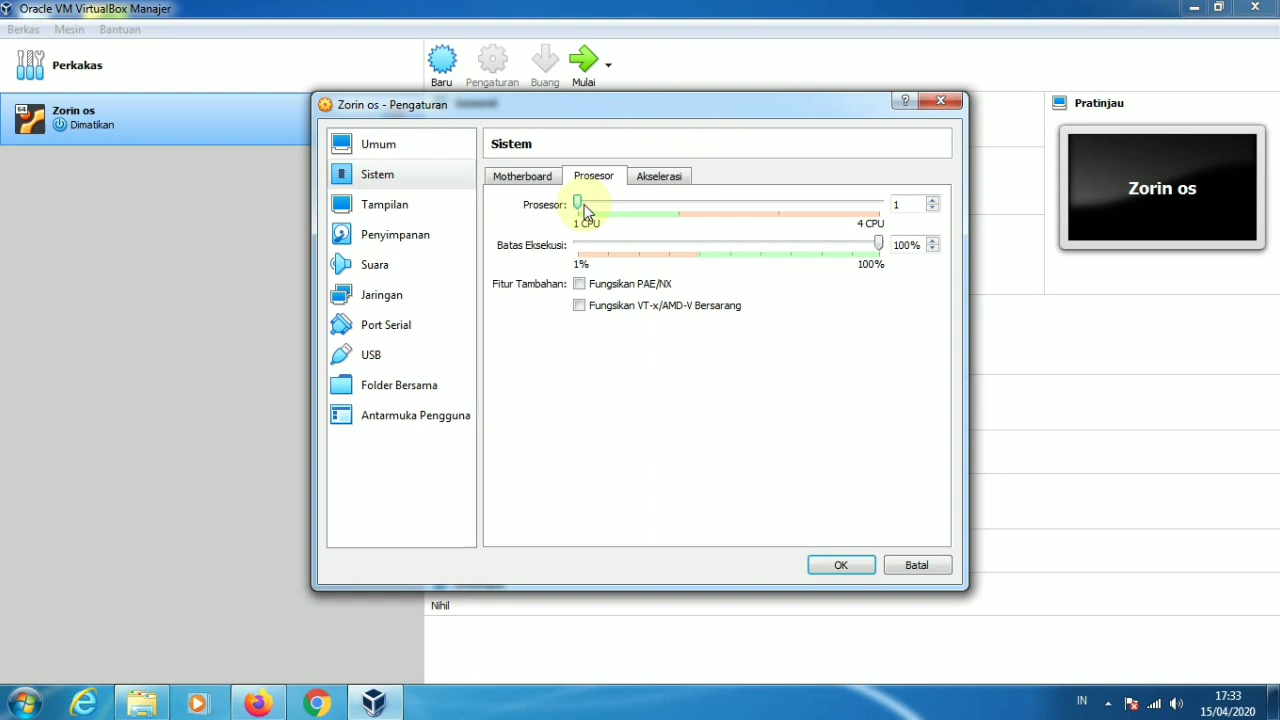 Oracle VM VirtualBox Manajer
Berkas Mesin Bantuan
Perkakas
Baru Pengaturan Buang Mulai
64
Zorin os
Dimatikan
Zorin os - Pengaturan
Pratinjau
Zorin os
Umum
Sistem
Tampilan
Penyimpanan
Suara
Jaringan
Port Serial
USB
Folder Bersama
Antarmuka Pengguna
Sistem
Motherboard Prosesor Akselerasi
Prosesor: 1
1 CPU 4 CPU
Batas Eksekusi: 100%
1% 100%
Fitur Tambahan: Fungsikan PAE/NX
Fungsikan VT-x/AMD-V Bersarang
OK Batal
Nihil
IN 17:33
15/04/2020